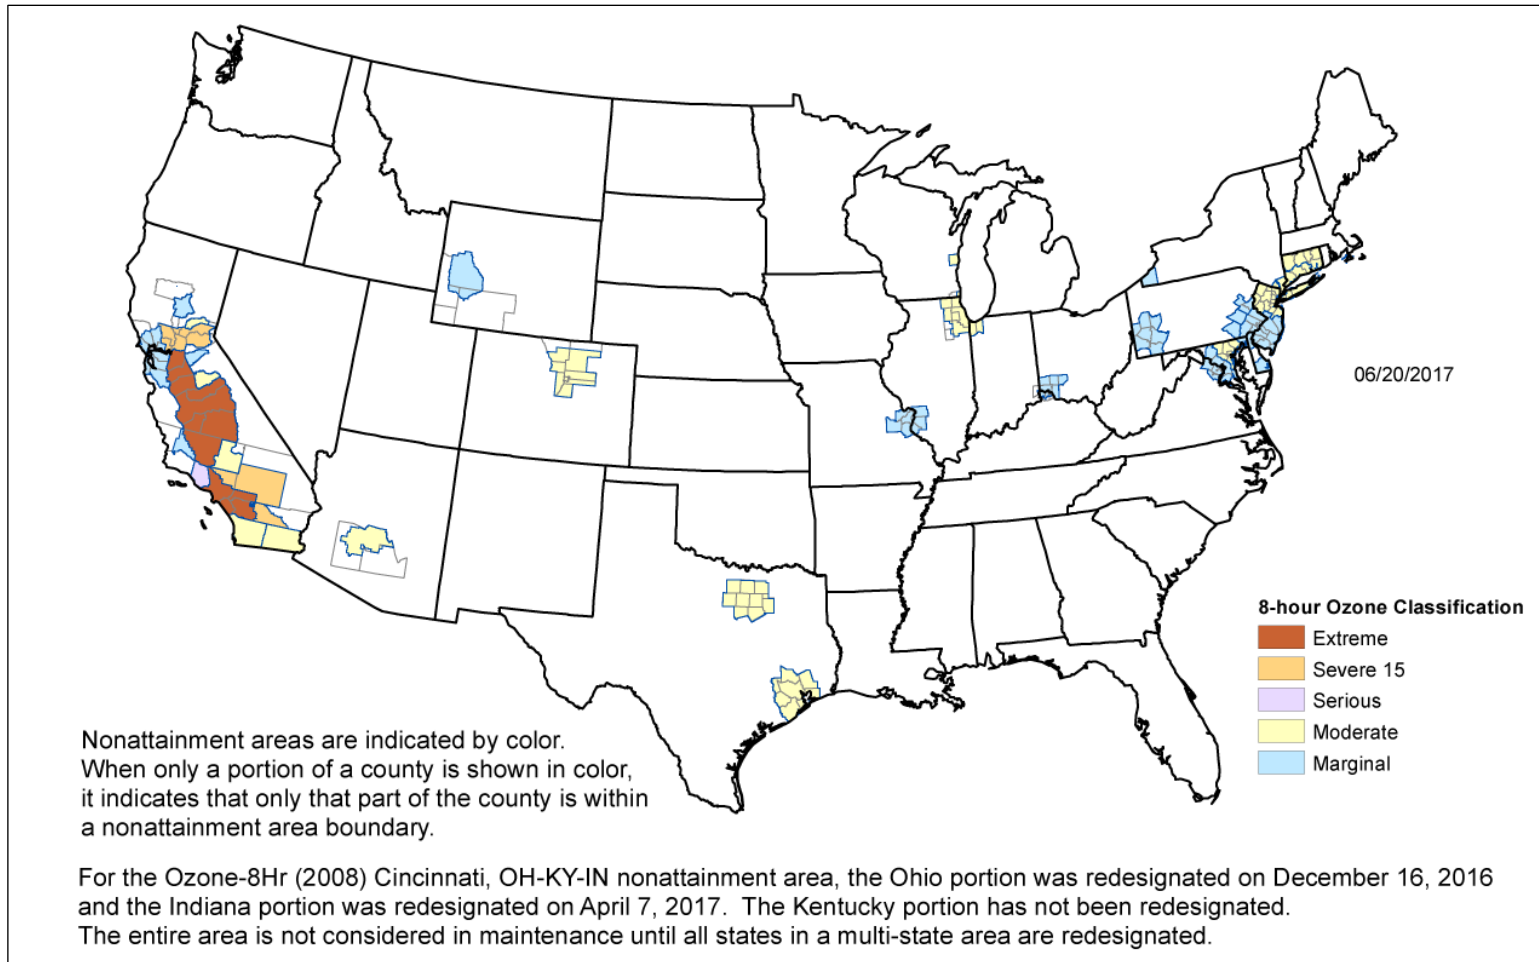 06/20/2017
8-hour Ozone Classification
Extreme
Severe 15
Serious
Moderate
Marginal
Nonattainment areas are indicated by color.
When only a portion of a county is shown in color,
it indicates that only that part of the county is within
a nonattainment area boundary.
For the Ozone-8Hr (2008) Cincinnati, OH-KY-IN nonattainment area, the Ohio portion was redesignated on December 16, 2016
and the Indiana portion was redesignated on April 7, 2017. The Kentucky portion has not been redesignated.
The entire area is not considered in maintenance until all states in a multi-state area are redesignated.